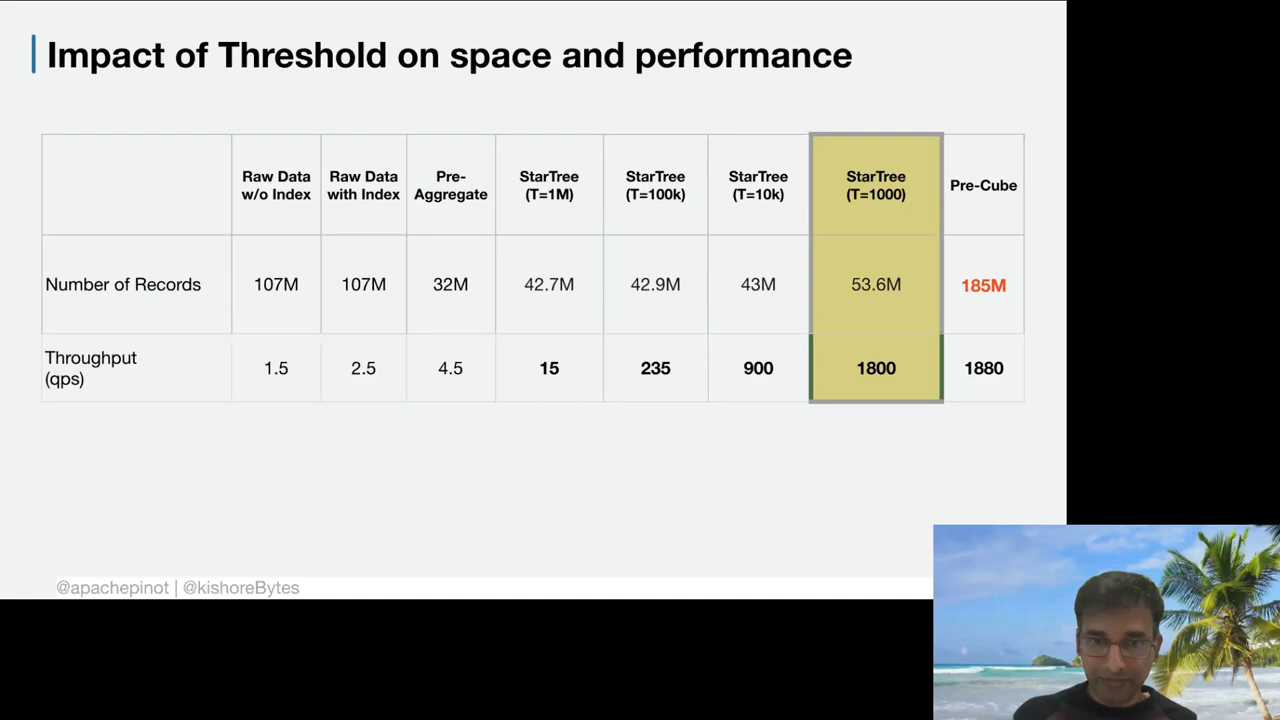 Impact of Threshold on space and performance
Raw Data w/o Index
Raw Data with Index
Pre-Aggregate
StarTree (T=1M)
StarTree (T=100k)
StarTree (T=10k)
StarTree (T=1000)
Pre-Cube
Number of Records 107M 107M 32M 42.7M 42.9M 43M 53.6M 185M
Throughput (qps) 1.5 2.5 4.5 15 235 900 1800 1880
@apachepinot | @kishoreBytes